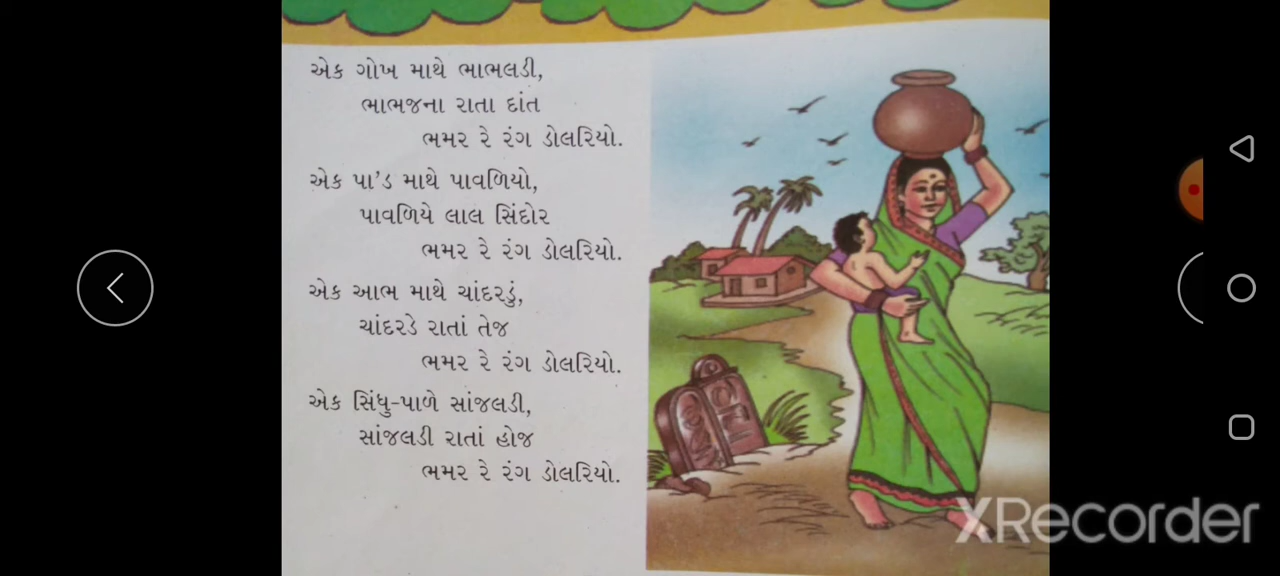 એક ગોખ માથે ભાભલડી,
ભાભજના રાતા દાંત
ભમર રે રંગ ડોલરિયો.
એક પા'ડ માથે પાવળિયો,
પાવળિયે લાલ સિંદોર
ભમર રે રંગ ડોલરિયો.
એક આભ માથે ચાંદરડું,
ચાંદરડે રાતાં તેજ
ભમર રે રંગ ડોલરિયો.
એક સિંધુ-પાળે સાંજલડી,
સાંજલડી રાતાં હોજ
ભમર રે રંગ ડોલરિયો.
XRecorder